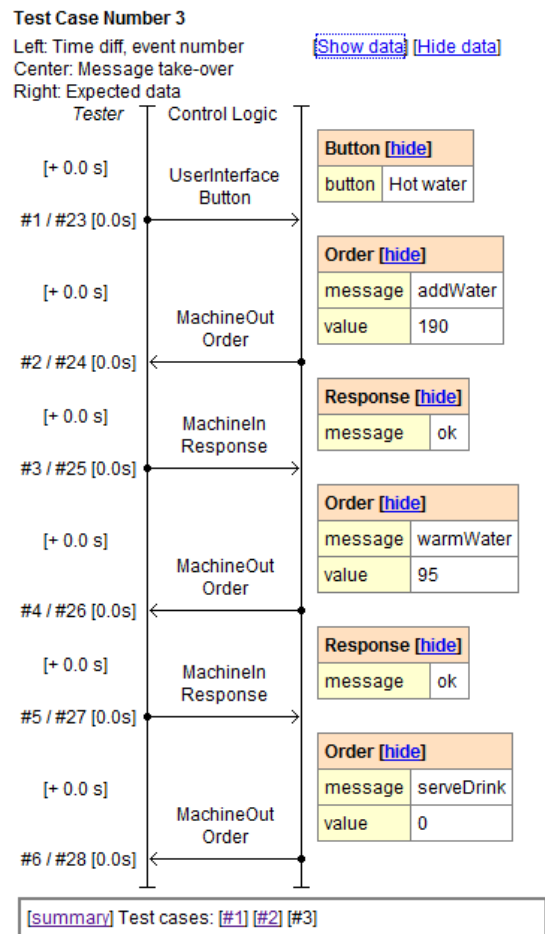 Test Case Number 3
Left: Time diff, event number [Show data] [Hide data]
Center: Message take-over
Right: Expected data
Tester Control Logic
[+ 0.0 s]
UserInterface
Button
Button [hide]
button Hot water
#1 / #23 [0.0s]
[+ 0.0 s]
MachineOut
Order
Order [hide]
message addWater
value 190
#2 / #24 [0.0s]
[+ 0.0 s]
MachineIn
Response
Response [hide]
message ok
#3 / #25 [0.0s]
[+ 0.0 s]
MachineOut
Order
Order [hide]
message warmWater
value 95
#4 / #26 [0.0s]
[+ 0.0 s]
MachineIn
Response
Response [hide]
message ok
#5 / #27 [0.0s]
[+ 0.0 s]
MachineOut
Order
Order [hide]
message serveDrink
value 0
#6 / #28 [0.0s]
[summary] Test cases: [#1] [#2] [#3]